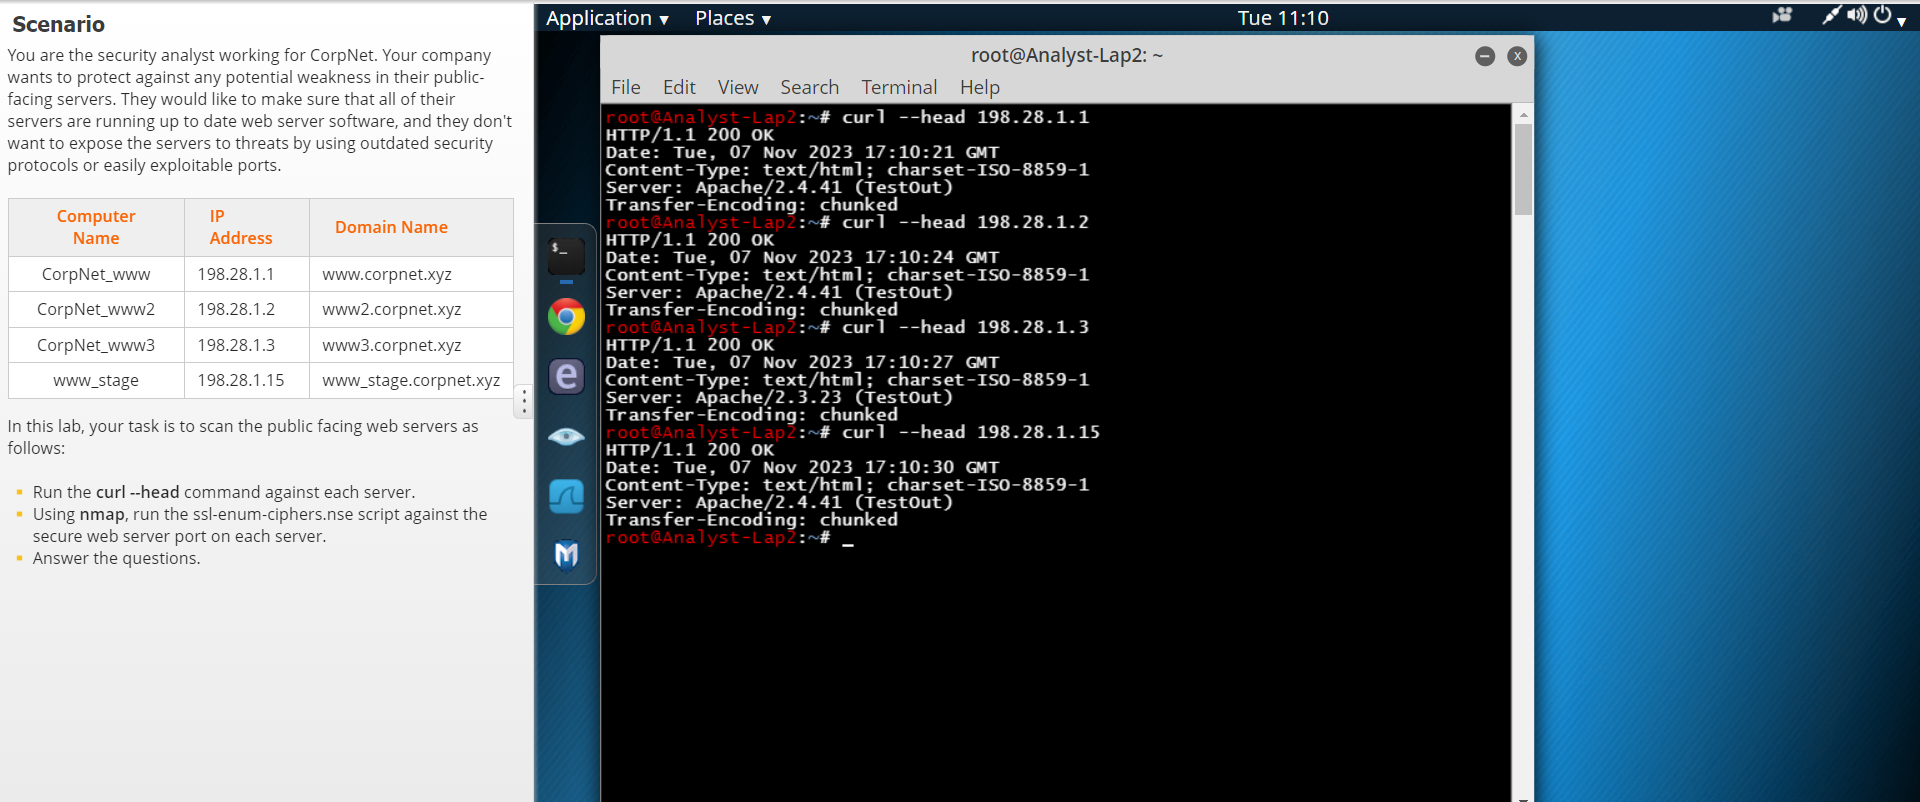 Scenario
You are the security analyst working for CorpNet. Your company
wants to protect against any potential weakness in their public-
facing servers. They would like to make sure that all of their
servers are running up to date web server software, and they don't
want to expose the servers to threats by using outdated security
protocols or easily exploitable ports.
Computer Name IP Address Domain Name
CorpNet_www 198.28.1.1 www.corpnet.xyz
CorpNet_www2 198.28.1.2 www2.corpnet.xyz
CorpNet_www3 198.28.1.3 www3.corpnet.xyz
www_stage 198.28.1.15 www_stage.corpnet.xyz
In this lab, your task is to scan the public facing web servers as
follows:
Run the curl --head command against each server.
Using nmap, run the ssl-enum-ciphers.nse script against the
secure web server port on each server.
Answer the questions.
Application ▾ Places ▾ Tue 11:10
root@Analyst-Lap2: ~
File Edit View Search Terminal Help
root@Analyst-Lap2:~# curl --head 198.28.1.1
HTTP/1.1 200 OK
Date: Tue, 07 Nov 2023 17:10:21 GMT
Content-Type: text/html; charset-ISO-8859-1
Server: Apache/2.4.41 (TestOut)
Transfer-Encoding: chunked
root@Analyst-Lap2:~# curl --head 198.28.1.2
HTTP/1.1 200 OK
Date: Tue, 07 Nov 2023 17:10:24 GMT
Content-Type: text/html; charset-ISO-8859-1
Server: Apache/2.4.41 (TestOut)
Transfer-Encoding: chunked
root@Analyst-Lap2:~# curl --head 198.28.1.3
HTTP/1.1 200 OK
Date: Tue, 07 Nov 2023 17:10:27 GMT
Content-Type: text/html; charset-ISO-8859-1
Server: Apache/2.3.23 (TestOut)
Transfer-Encoding: chunked
root@Analyst-Lap2:~# curl --head 198.28.1.15
HTTP/1.1 200 OK
Date: Tue, 07 Nov 2023 17:10:30 GMT
Content-Type: text/html; charset-ISO-8859-1
Server: Apache/2.4.41 (TestOut)
Transfer-Encoding: chunked
root@Analyst-Lap2:~# _